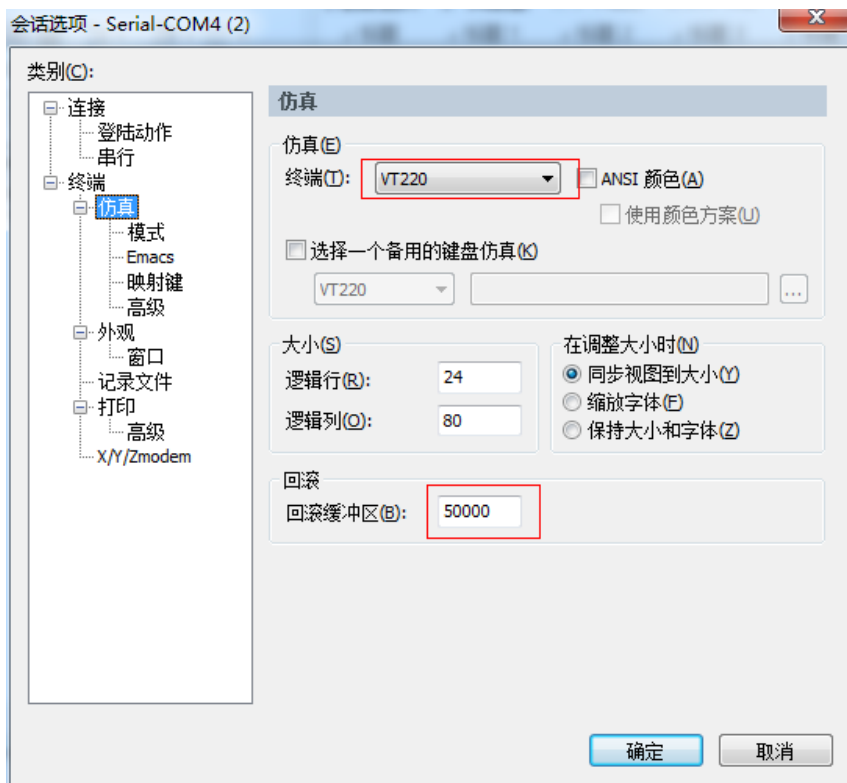 会话选项 - Serial-COM4 (2)
类别(C):
连接
登陆动作
串行
终端
仿真
模式
Emacs
映射键
高级
外观
窗口
记录文件
打印
高级
X/Y/Zmodem
仿真
仿真(E)
终端(T): VT220 ANSI 颜色(A)
使用颜色方案(U)
选择一个备用的键盘仿真(K)
VT220 ...
大小(S)
逻辑行(R): 24
逻辑列(O): 80
在调整大小时(N)
同步视图到大小(Y)
缩放字体(F)
保持大小和字体(Z)
回滚
回滚缓冲区(B): 50000
确定 取消